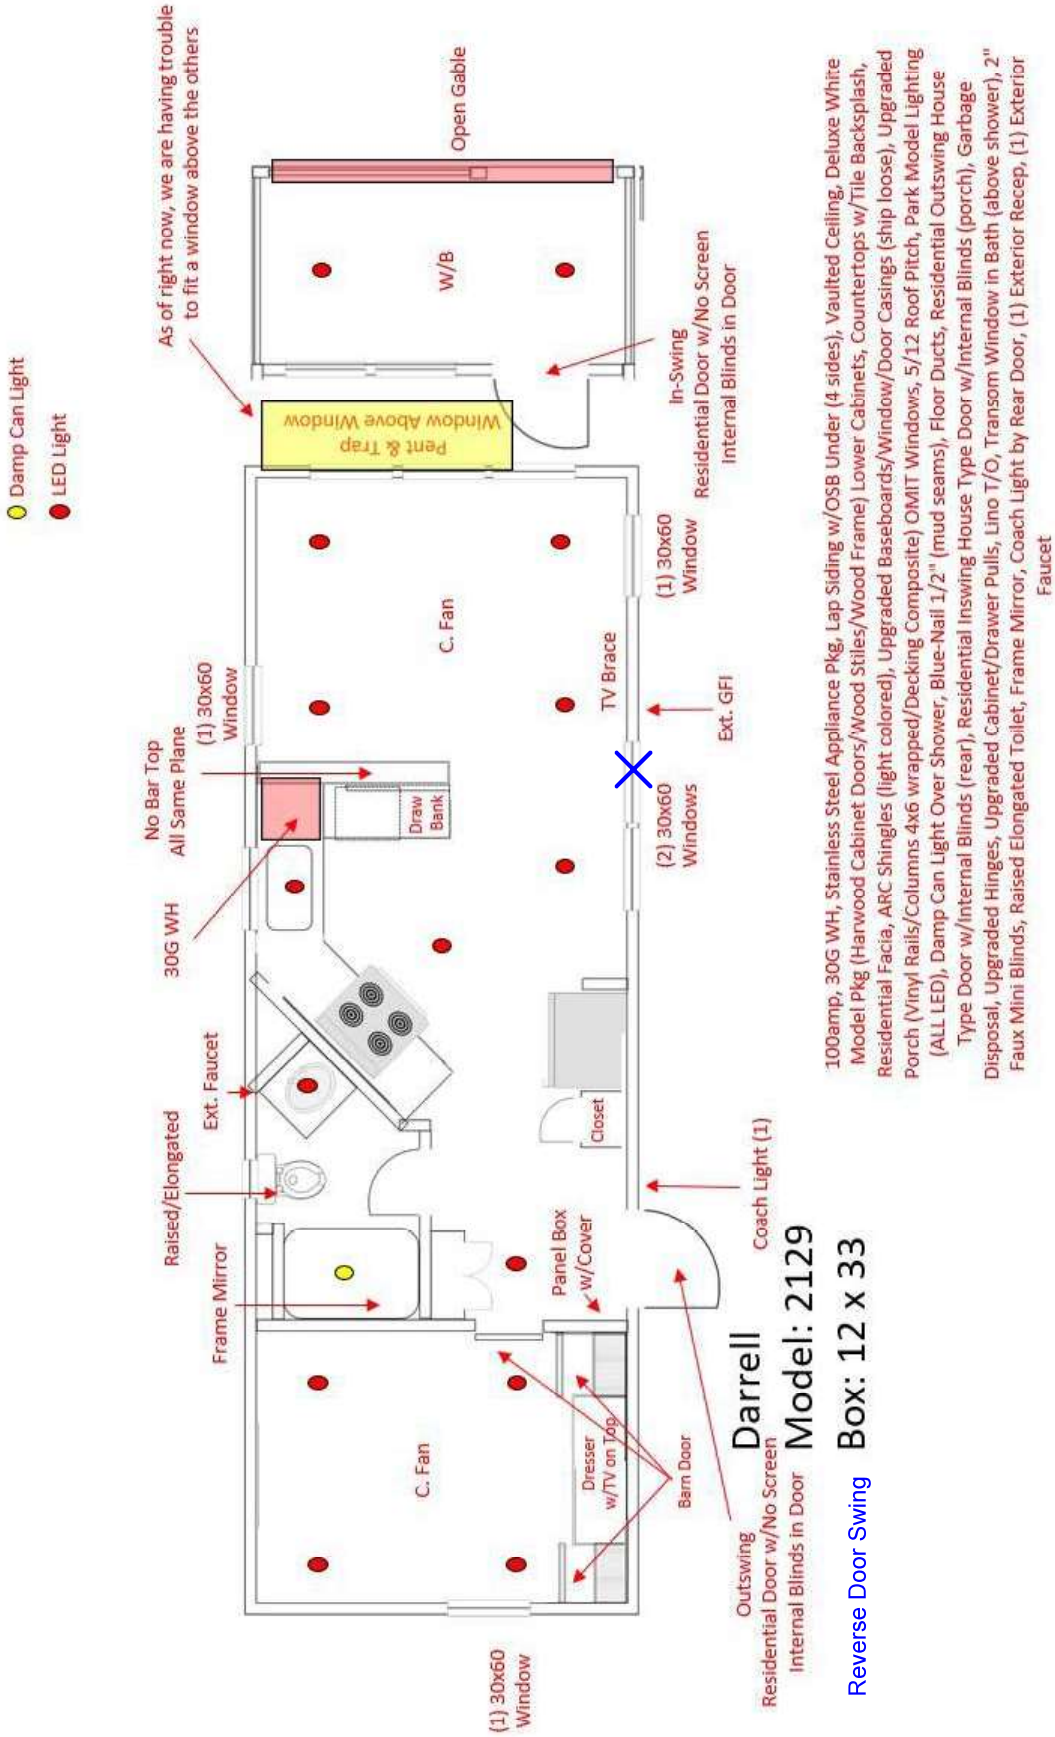 Damp Can Light
LED Light
As of right now, we are having trouble
to fit a window above the others
Open Gable
W/B
In-Swing
Residential Door w/No Screen
Internal Blinds in Door
Pent & Trap
Window Above Window
(1) 30x60
Window
C. Fan
TV Brace
(1) 30x60
Window
Ext. GFI
No Bar Top
All Same Plane
Draw
Bank
(2) 30x60
Windows
30G WH
Ext. Faucet
Raised/Elongated
Closet
Coach Light (1)
Frame Mirror
Panel Box
w/Cover
C. Fan
Dresser
w/TV on Top
Barn Door
Outswing
Residential Door w/No Screen
Internal Blinds in Door
(1) 30x60
Window
Darrell
Model: 2129
Box: 12 x 33
Reverse Door Swing
100amp, 30G WH, Stainless Steel Appliance Pkg, Lap Siding w/OSB Under (4 sides), Vaulted Ceiling, Deluxe White
Model Pkg (Harwood Cabinet Doors/Wood Stiles/Wood Frame) Lower Cabinets, Countertops w/Tile Backsplash,
Residential Facia, ARC Shingles (light colored), Upgraded Baseboards/Window/Door Casings (ship loose), Upgraded
Porch (Vinyl Rails/Columns 4x6 wrapped/Decking Composite) OMIT Windows, 5/12 Roof Pitch, Park Model Lighting
(ALL LED), Damp Can Light Over Shower, Blue-Nail 1/2" (mud seams), Floor Ducts, Residential Outswing House
Type Door w/Internal Blinds (rear), Residential Inswing House Type Door w/Internal Blinds (porch), Garbage
Disposal, Upgraded Hinges, Upgraded Cabinet/Drawer Pulls, Lino T/O, Transom Window in Bath (above shower), 2"
Faux Mini Blinds, Raised Elongated Toilet, Frame Mirror, Coach Light by Rear Door, (1) Exterior Recep, (1) Exterior
Faucet